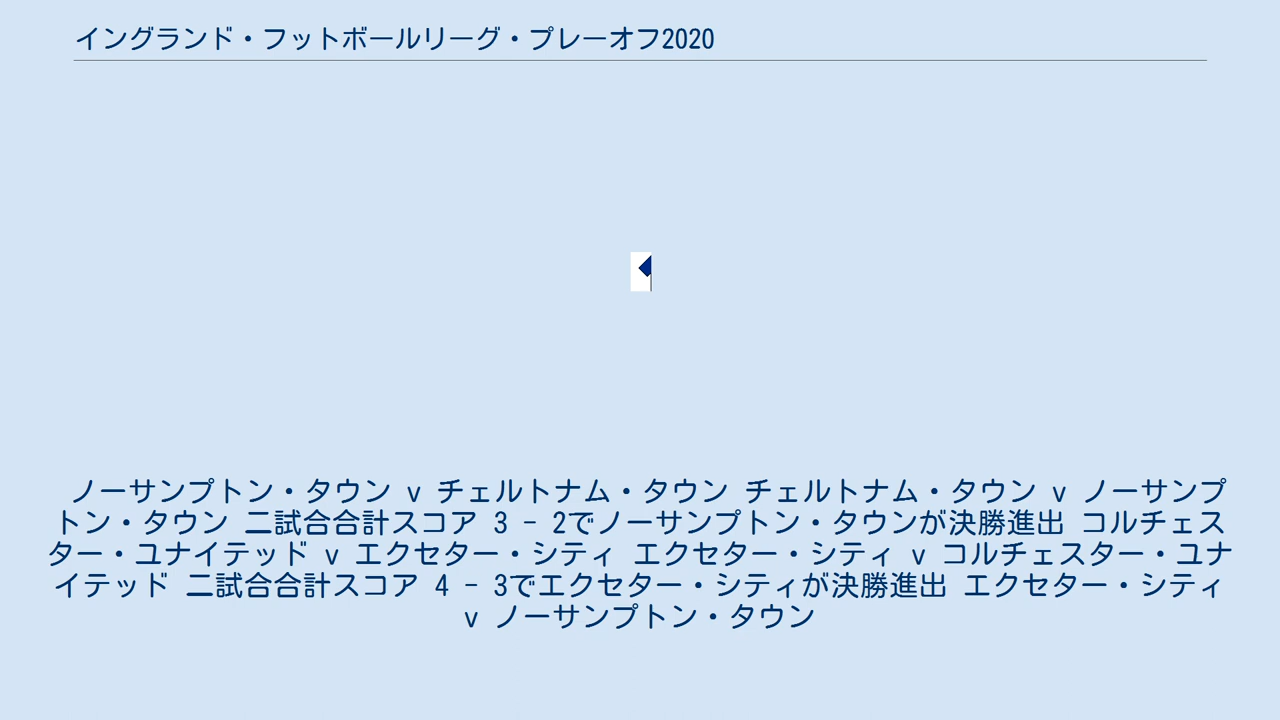 イングランド・フットボールリーグ・プレーオフ2020
ノーサンプトン・タウン v チェルトナム・タウン チェルトナム・タウン v ノーサンプ
トン・タウン 二試合合計スコア 3 - 2でノーサンプトン・タウンが決勝進出 コルチェス
ター・ユナイテッド v エクセター・シティ エクセター・シティ v コルチェスター・ユナ
イテッド 二試合合計スコア 4 - 3でエクセター・シティが決勝進出 エクセター・シティ
v ノーサンプトン・タウン